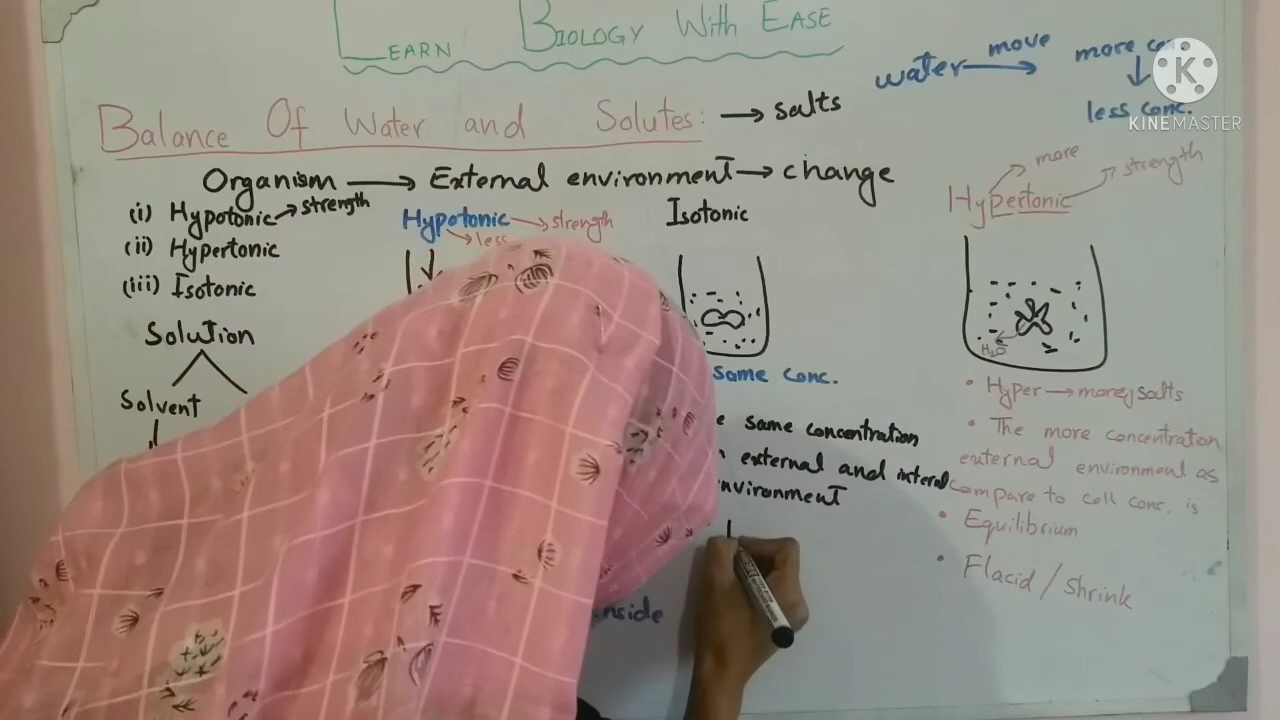 LEARN BIOLOGY With EASE
water move → more
↓
less conc.
KINEMASTER
Balance Of Water and Solutes: → salts
Organism → External environment → change
(i) Hypotonic → strength
(ii) Hypertonic
(iii) Isotonic
Solution
Solvent
Hypotonic → strength
less
Isotonic
same conc.
same concentration
external and interal
environment
inside
more
strength
Hypertonic
H₂O
• Hyper → more salts
• The more concentration
external environment as
compare to cell conc. is
• Equilibrium
• Flacid / Shrink